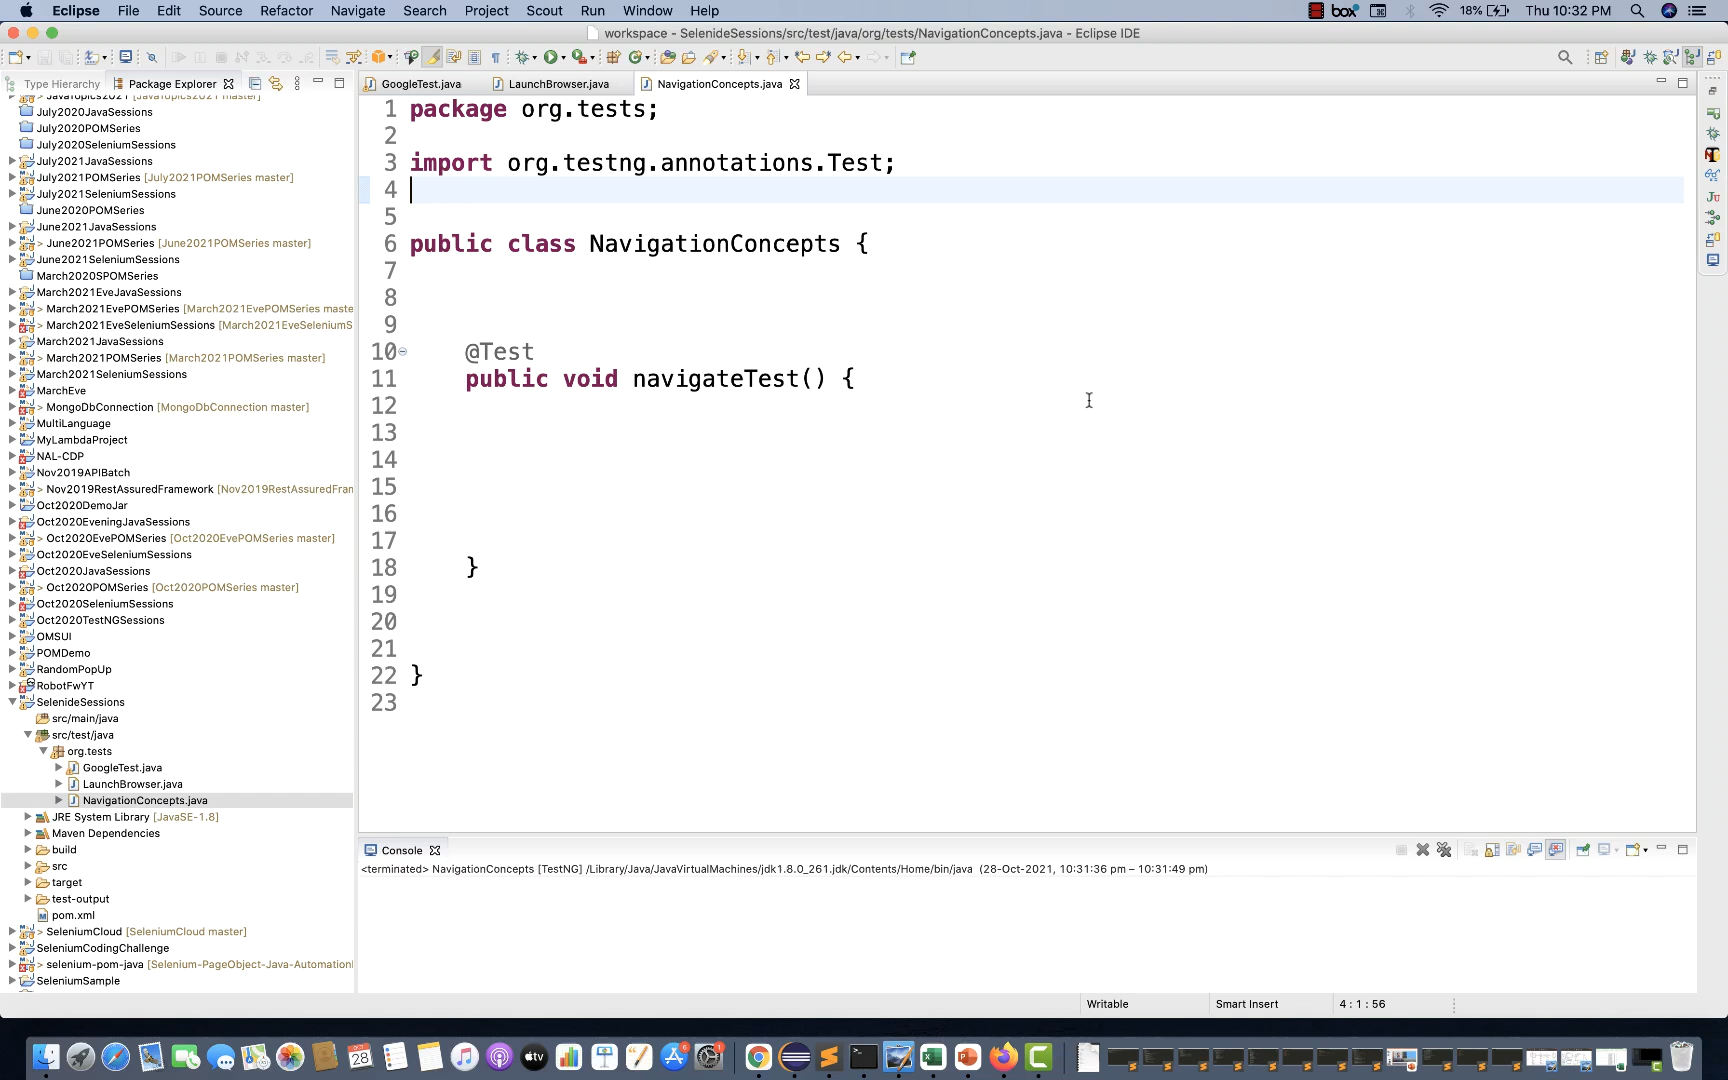 Eclipse File Edit Source Refactor Navigate Search Project Scout Run Window Help box 18% Thu 10:32 PM
workspace - SelenideSessions/src/test/java/org/tests/NavigationConcepts.java - Eclipse IDE
Type Hierarchy Package Explorer
GoogleTest.java LaunchBrowser.java NavigationConcepts.java
JavaTopics2021 [JavaTopics2021 master]
July2020JavaSessions
July2020POMSeries
July2020SeleniumSessions
July2021JavaSessions
July2021POMSeries [July2021POMSeries master]
July2021SeleniumSessions
June2020POMSeries
June2021JavaSessions
> June2021POMSeries [June2021POMSeries master]
June2021SeleniumSessions
March2020SPOMSeries
March2021EveJavaSessions
> March2021EvePOMSeries [March2021EvePOMSeries maste
> March2021EveSeleniumSessions [March2021EveSeleniumS
March2021JavaSessions
> March2021POMSeries [March2021POMSeries master]
March2021SeleniumSessions
MarchEve
> MongoDbConnection [MongoDbConnection master]
MultiLanguage
MyLambdaProject
NAL-CDP
Nov2019APIBatch
> Nov2019RestAssuredFramework [Nov2019RestAssuredFran
Oct2020DemoJar
Oct2020EveningJavaSessions
> Oct2020EvePOMSeries [Oct2020EvePOMSeries master]
Oct2020EveSeleniumSessions
Oct2020JavaSessions
> Oct2020POMSeries [Oct2020POMSeries master]
Oct2020SeleniumSessions
Oct2020TestNGSessions
OMSUI
POMDemo
RandomPopUp
RobotFwYT
SelenideSessions
src/main/java
src/test/java
org.tests
GoogleTest.java
LaunchBrowser.java
NavigationConcepts.java
JRE System Library [JavaSE-1.8]
Maven Dependencies
build
src
target
test-output
pom.xml
> SeleniumCloud [SeleniumCloud master]
SeleniumCodingChallenge
> selenium-pom-java [Selenium-PageObject-Java-Automation
SeleniumSample
1 package org.tests;
2
3 import org.testng.annotations.Test;
4
5
6 public class NavigationConcepts {
7
8
9
10 @Test
11 public void navigateTest() {
12
13
14
15
16
17
18 }
19
20
21
22 }
23
Console
<terminated> NavigationConcepts [TestNG] /Library/Java/JavaVirtualMachines/jdk1.8.0_261.jdk/Contents/Home/bin/java (28-Oct-2021, 10:31:36 pm – 10:31:49 pm)
Writable Smart Insert 4 : 1 : 56